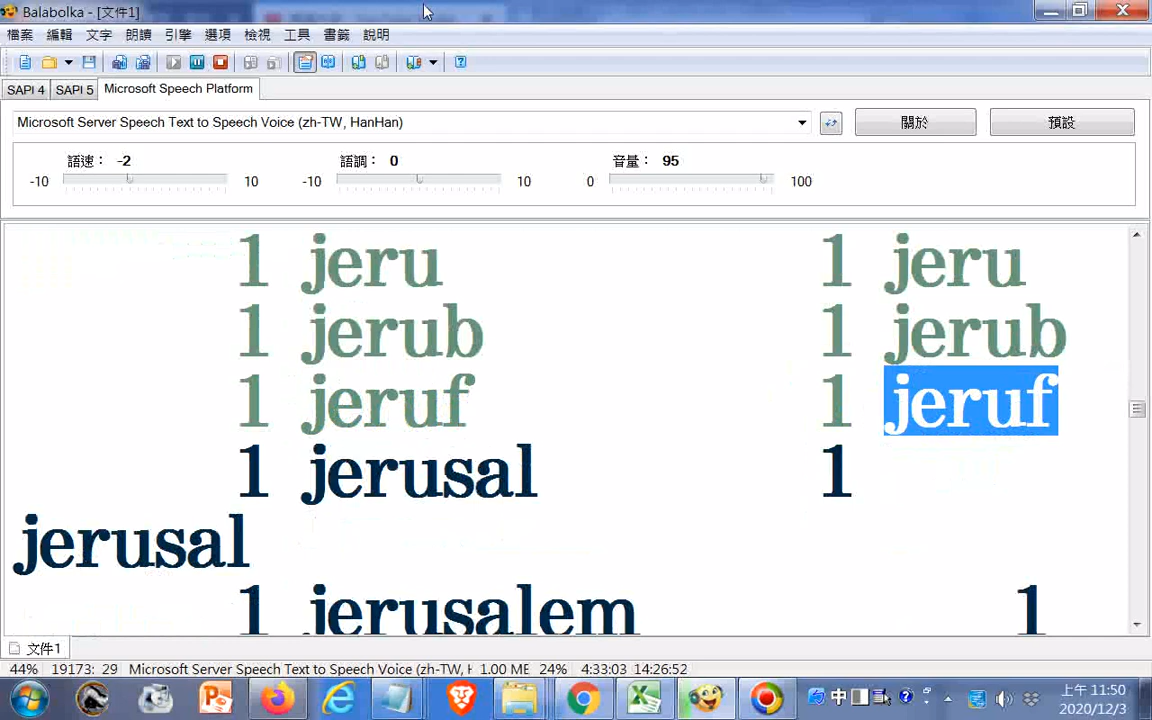 Balabolka - [文件1]
檔案 編輯 文字 朗讀 引擎 選項 檢視 工具 書籤 說明
SAPI 4 SAPI 5 Microsoft Speech Platform
Microsoft Server Speech Text to Speech Voice (zh-TW, HanHan) 關於 預設
語速： -2 語調： 0 音量： 95
-10 10 -10 10 0 100
1 jeru 1 jeru
1 jerub 1 jerub
1 jeruf 1 jeruf
1 jerusal 1
jerusal
1 jerusalem 1
文件1
44% 19173: 29 Microsoft Server Speech Text to Speech Voice (zh-TW, H 1.00 ME 24% 4:33:03 14:26:52
中 上午 11:50
2020/12/3